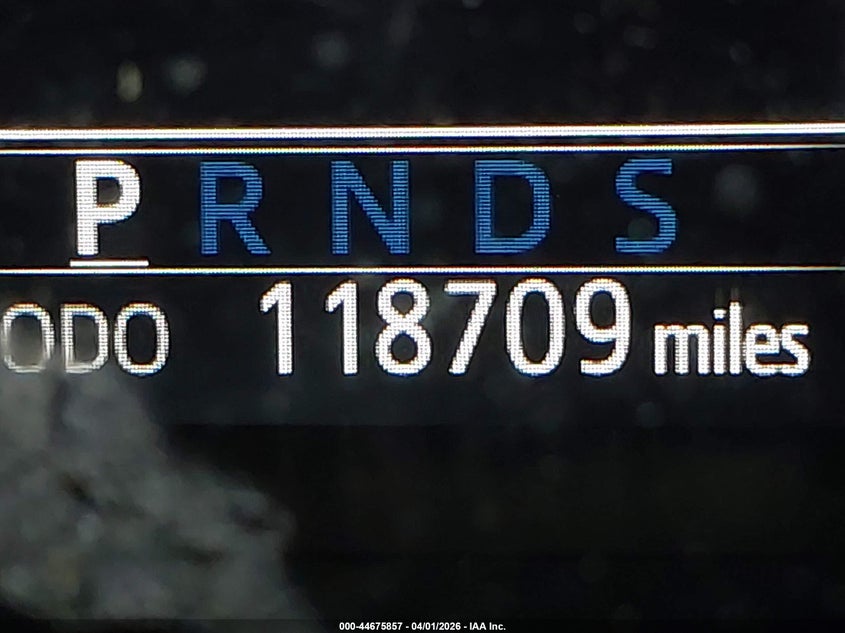 P R N D S
ODO 118709 miles
000-44675857 - 04/01/2026 - IAA Inc.